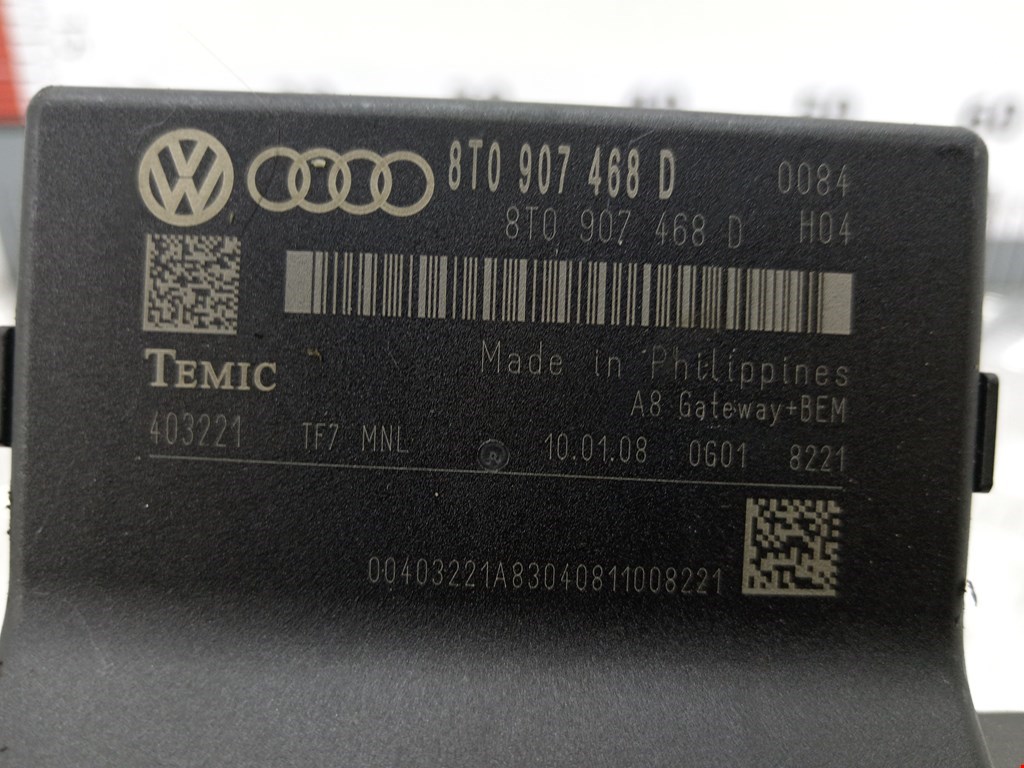 8T0 907 468 D 0084
8T0 907 468 D H04
TEMIC
Made in Philippines
A8 Gateway+BEM
403221 TF7 MNL 10.01.08 0G01 8221
00403221A83040811008221